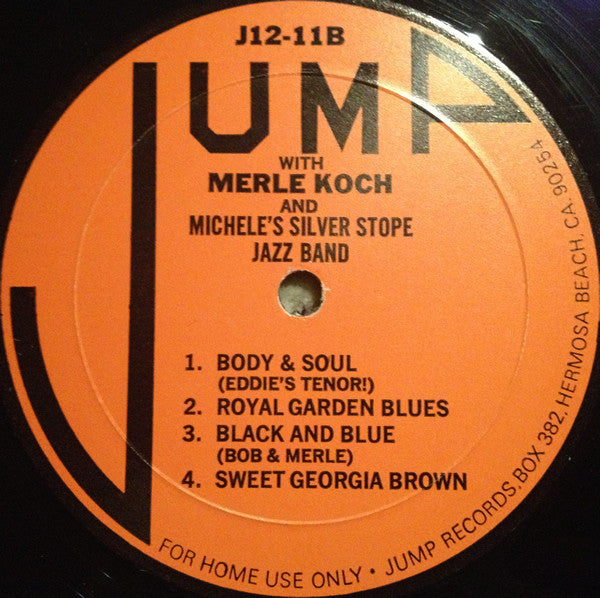 J12-11B
JUMP
WITH
MERLE KOCH
AND
MICHELE'S SILVER STOPE
JAZZ BAND
1. BODY & SOUL
(EDDIE'S TENOR!)
2. ROYAL GARDEN BLUES
3. BLACK AND BLUE
(BOB & MERLE)
4. SWEET GEORGIA BROWN
FOR HOME USE ONLY • JUMP RECORDS, BOX 382, HERMOSA BEACH, CA. 90254